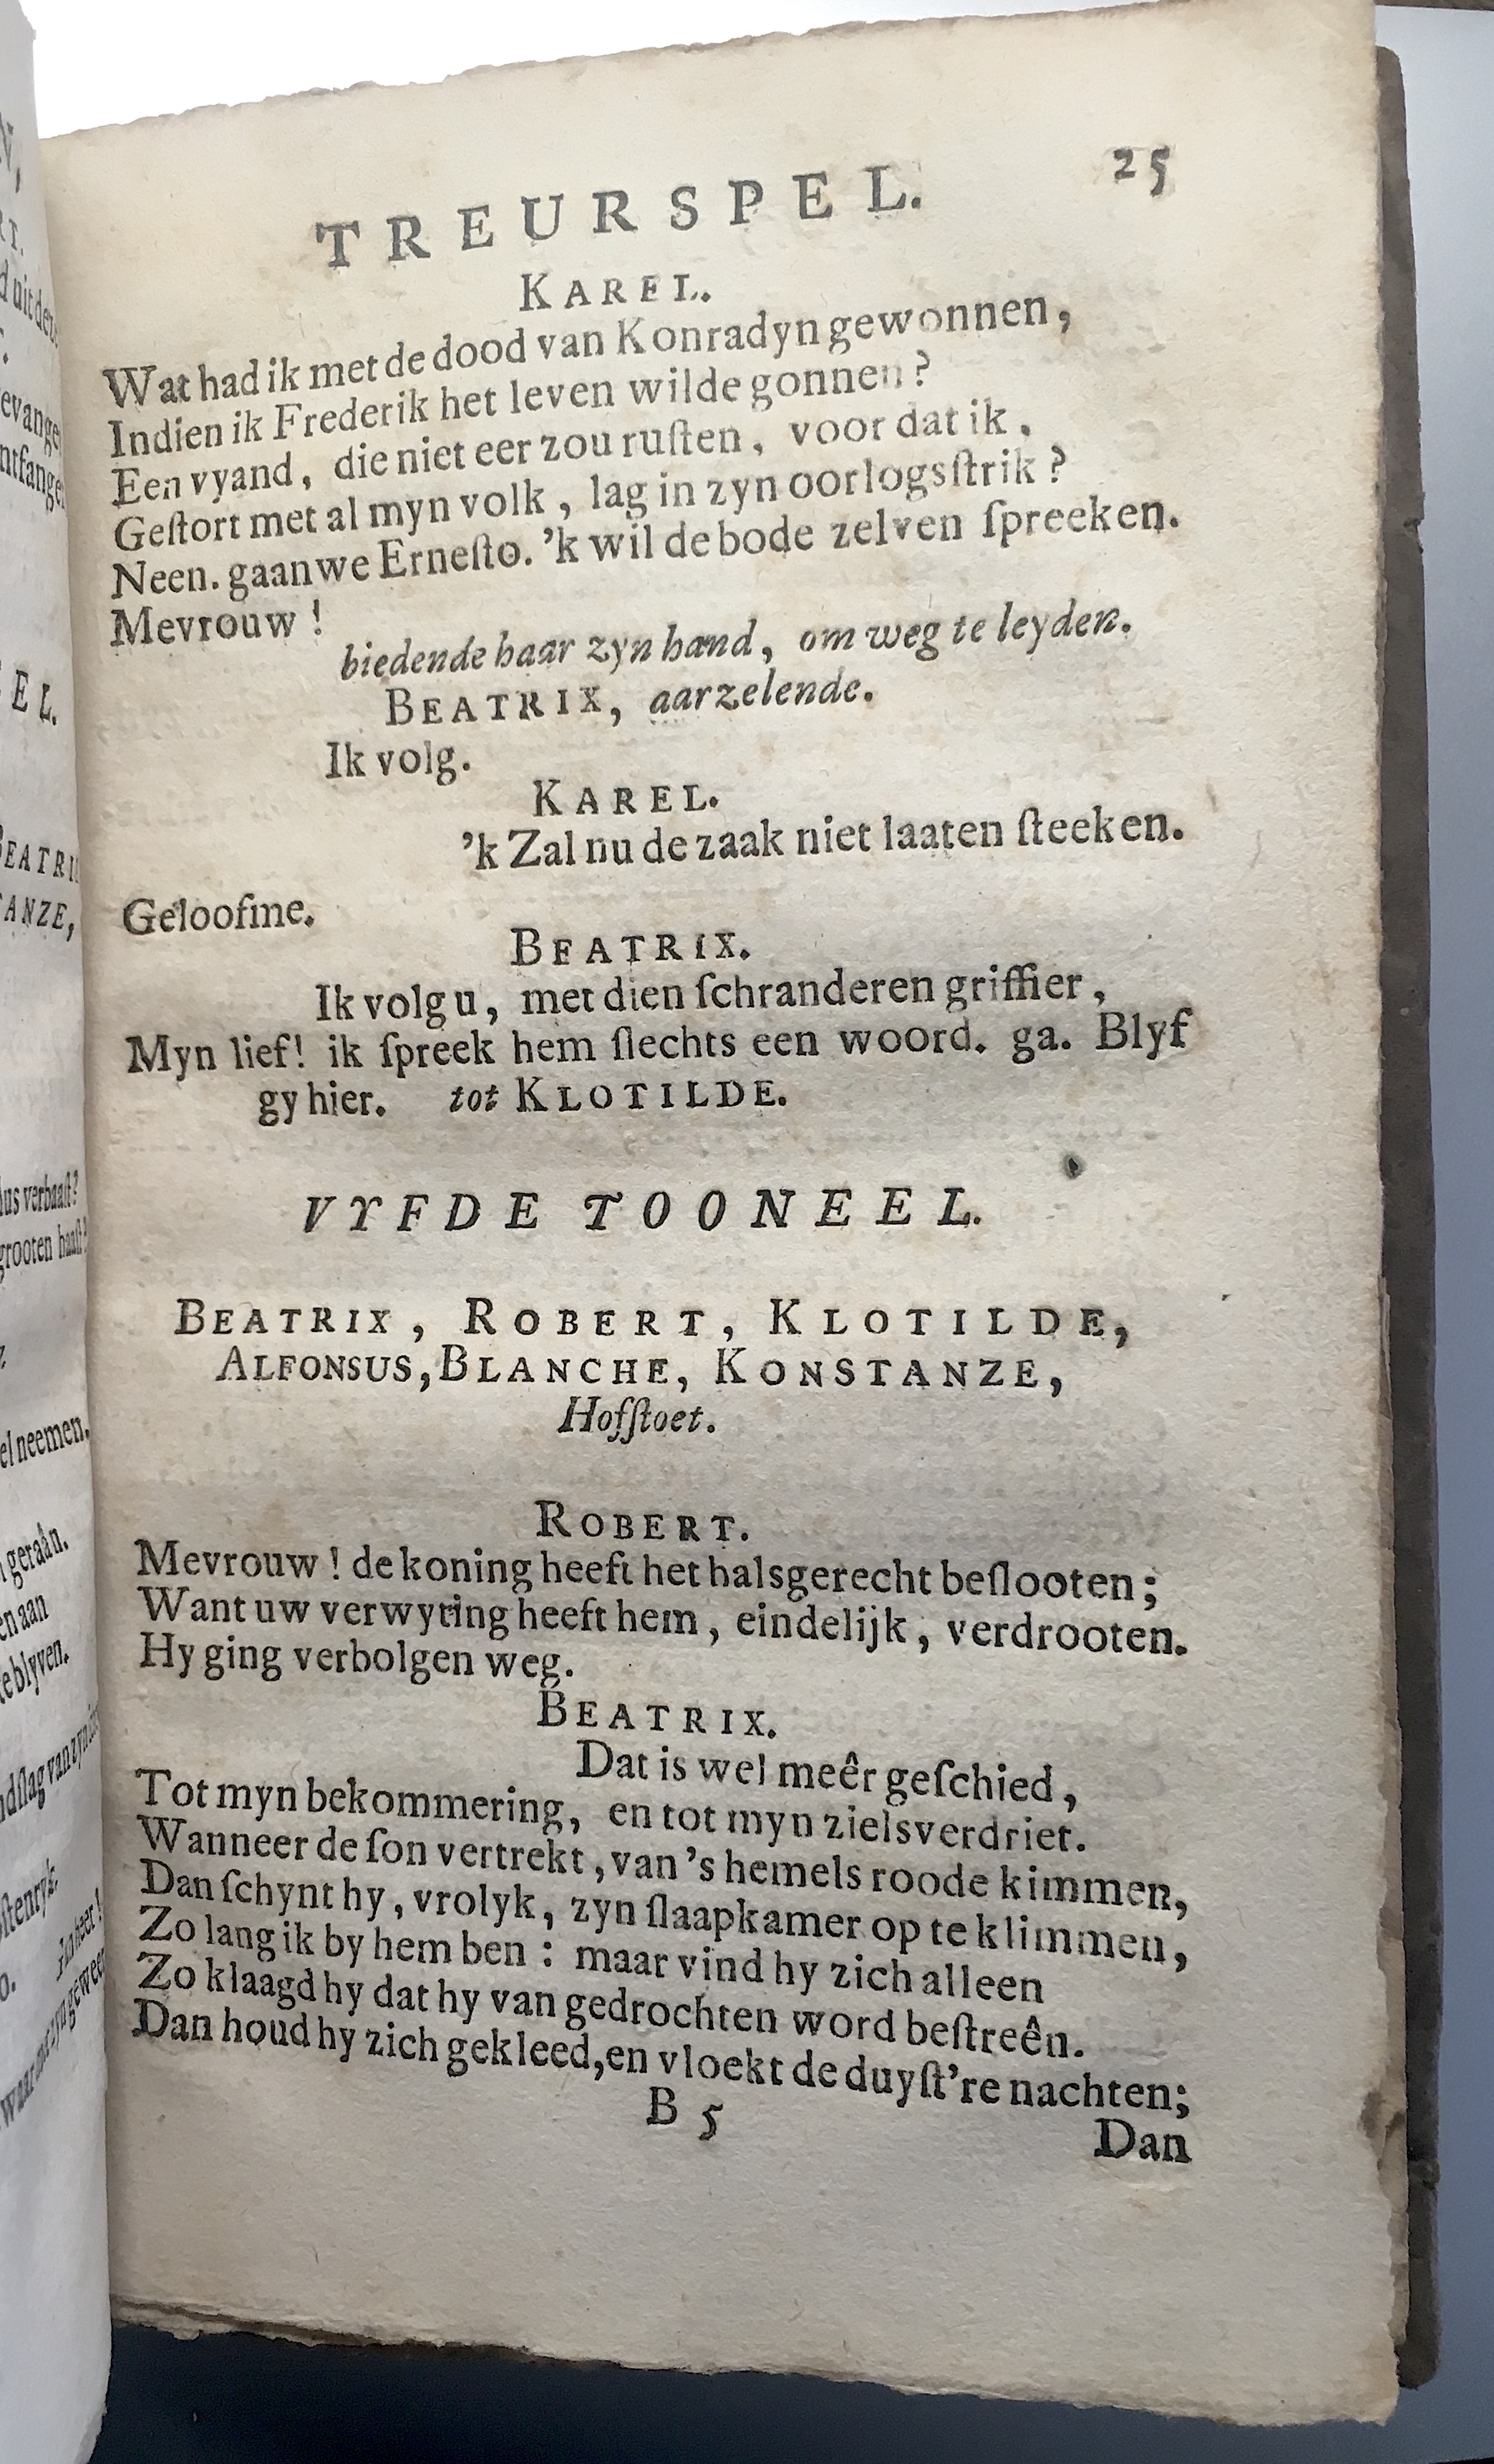 TREURSPEL. 25
KAREL.
Wat had ik met de dood van Konradyn gewonnen,
Indien ik Frederik het leven wilde gonnen?
Een vyand, die niet eer zou ruſten, voor dat ik,
Geſtort met al myn volk, lag in zyn oorlogsſtrik?
Neen. gaan we Erneſto. 'k wil de bode zelven ſpreeken.
Mevrouw!
biedende haar zyn hand, om weg te leyden.
BEATRIX, aarzelende.
Ik volg.
KAREL.
'k Zal nu de zaak niet laaten ſteeken.
Geloof me.
BEATRIX.
Ik volg u, met dien ſchranderen griffier,
Myn lief! ik ſpreek hem ſlechts een woord. ga. Blyf
gy hier. tot KLOTILDE.
VYFDE TOONEEL.
BEATRIX, ROBERT, KLOTILDE,
ALFONSUS, BLANCHE, KONSTANZE,
Hofſtoet.
ROBERT.
Mevrouw! de koning heeft het halsgerecht beſlooten;
Want uw verwyting heeft hem, eindelijk, verdrooten.
Hy ging verbolgen weg.
BEATRIX.
Dat is wel meêr geſchied,
Tot myn bekommering, en tot myn zielsverdriet.
Wanneer de ſon vertrekt, van 's hemels roode kimmen,
Dan ſchynt hy, vrolyk, zyn ſlaapkamer op te klimmen,
Zo lang ik by hem ben: maar vind hy zich alleen
Zo klaagd hy dat hy van gedrochten word beſtreên.
Dan houd hy zich gekleed, en vloekt de duyſt're nachten;
B 5
Dan